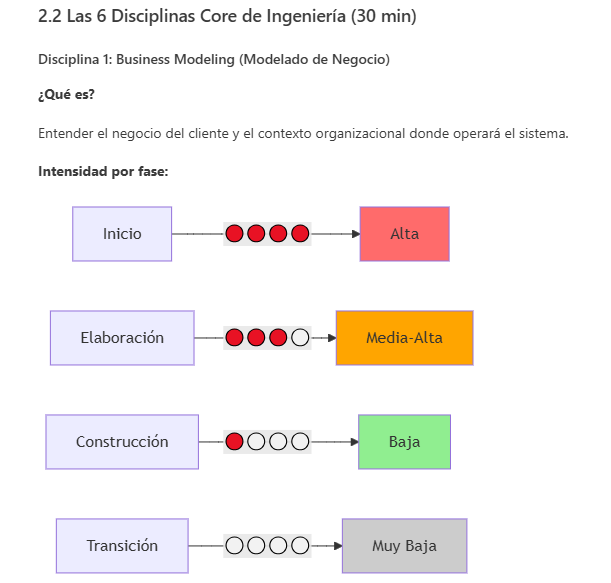 2.2 Las 6 Disciplinas Core de Ingeniería (30 min)
Disciplina 1: Business Modeling (Modelado de Negocio)
¿Qué es?
Entender el negocio del cliente y el contexto organizacional donde operará el sistema.
Intensidad por fase:
Inicio Alta
Elaboración Media-Alta
Construcción Baja
Transición Muy Baja